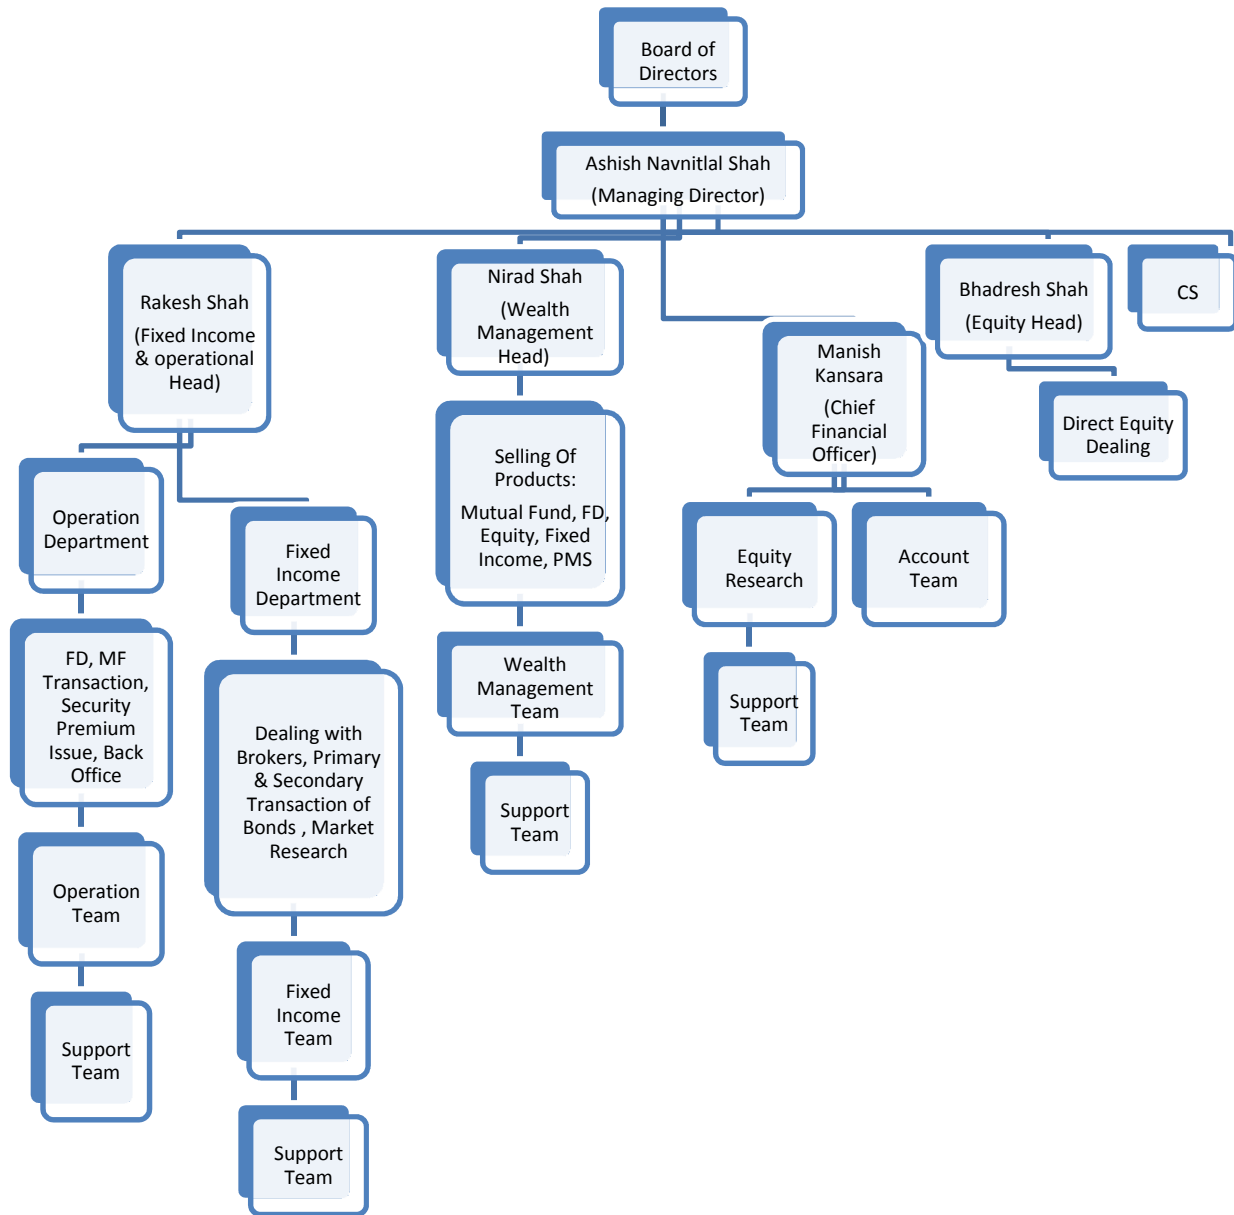 Board of
Directors
Ashish Navnitlal Shah
(Managing Director)
Rakesh Shah
(Fixed Income
& operational
Head)
Nirad Shah
(Wealth
Management
Head)
Manish
Kansara
(Chief
Financial
Officer)
Bhadresh Shah
(Equity Head)
CS
Direct Equity
Dealing
Operation
Department
Fixed
Income
Department
Selling Of
Products:
Mutual Fund, FD,
Equity, Fixed
Income, PMS
Equity
Research
Account
Team
FD, MF
Transaction,
Security
Premium
Issue, Back
Office
Dealing with
Brokers, Primary
& Secondary
Transaction of
Bonds , Market
Research
Wealth
Management
Team
Support
Team
Support
Team
Operation
Team
Fixed
Income
Team
Support
Team
Support
Team